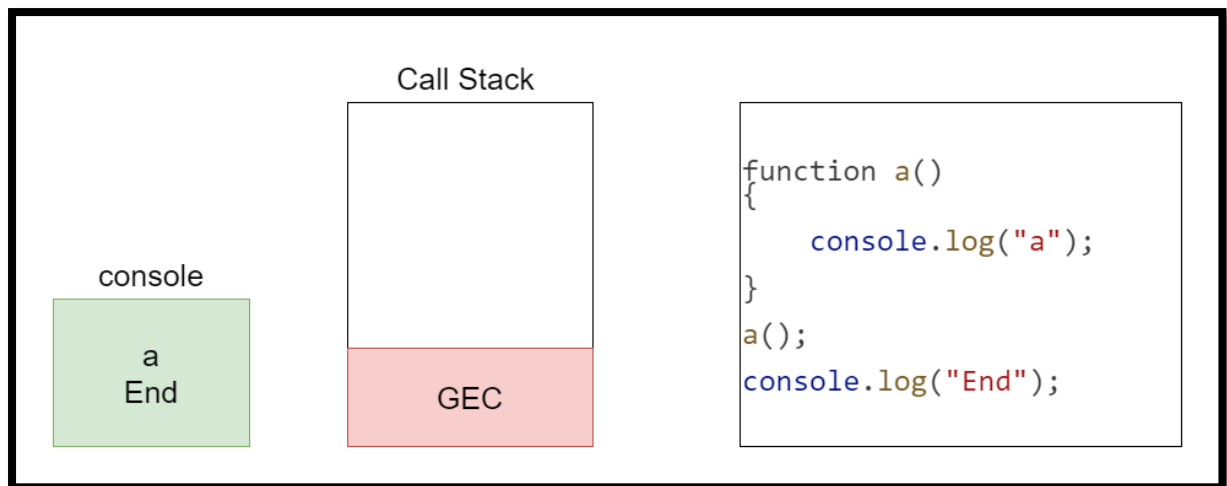 Call Stack
console
a
End
GEC
function a()
{
console.log("a");
}
a();
console.log("End");